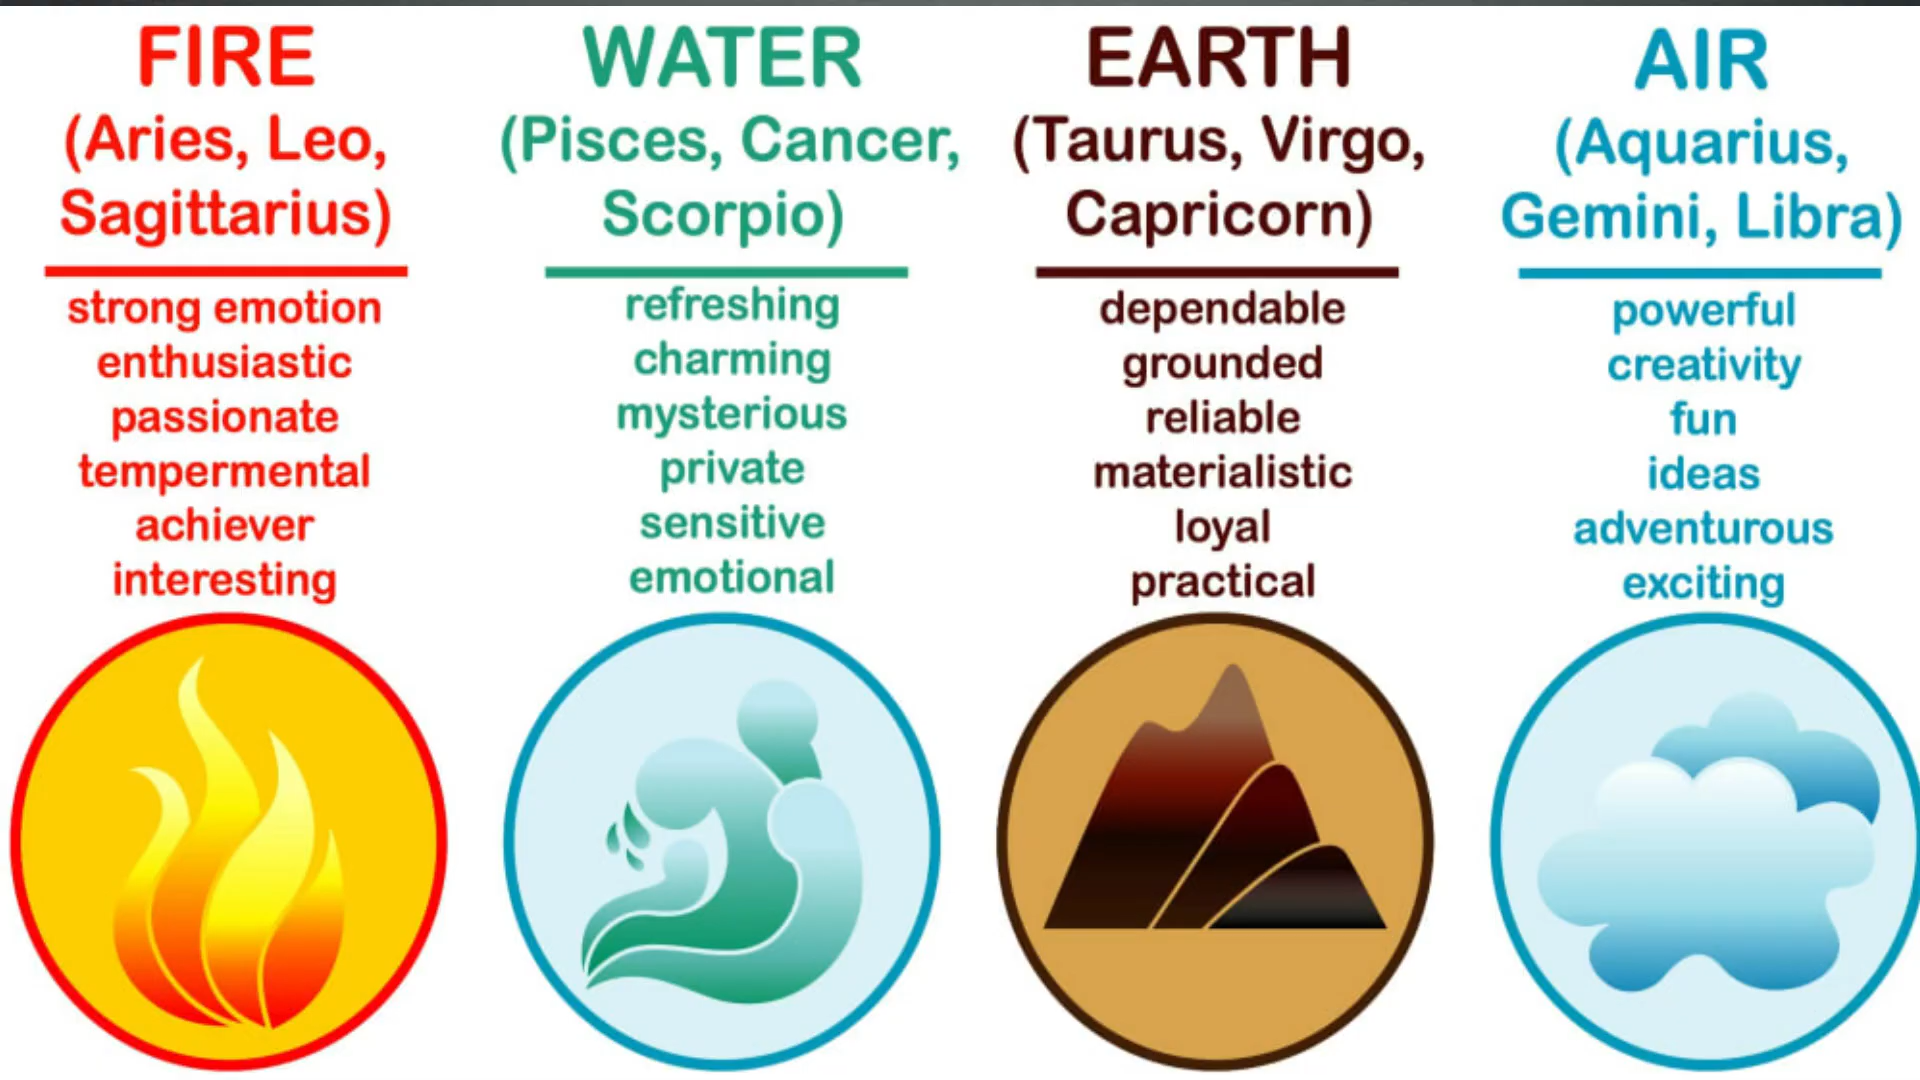 FIRE
(Aries, Leo,
Sagittarius)
strong emotion
enthusiastic
passionate
tempermental
achiever
interesting
WATER
(Pisces, Cancer,
Scorpio)
refreshing
charming
mysterious
private
sensitive
emotional
EARTH
(Taurus, Virgo,
Capricorn)
dependable
grounded
reliable
materialistic
loyal
practical
AIR
(Aquarius,
Gemini, Libra)
powerful
creativity
fun
ideas
adventurous
exciting